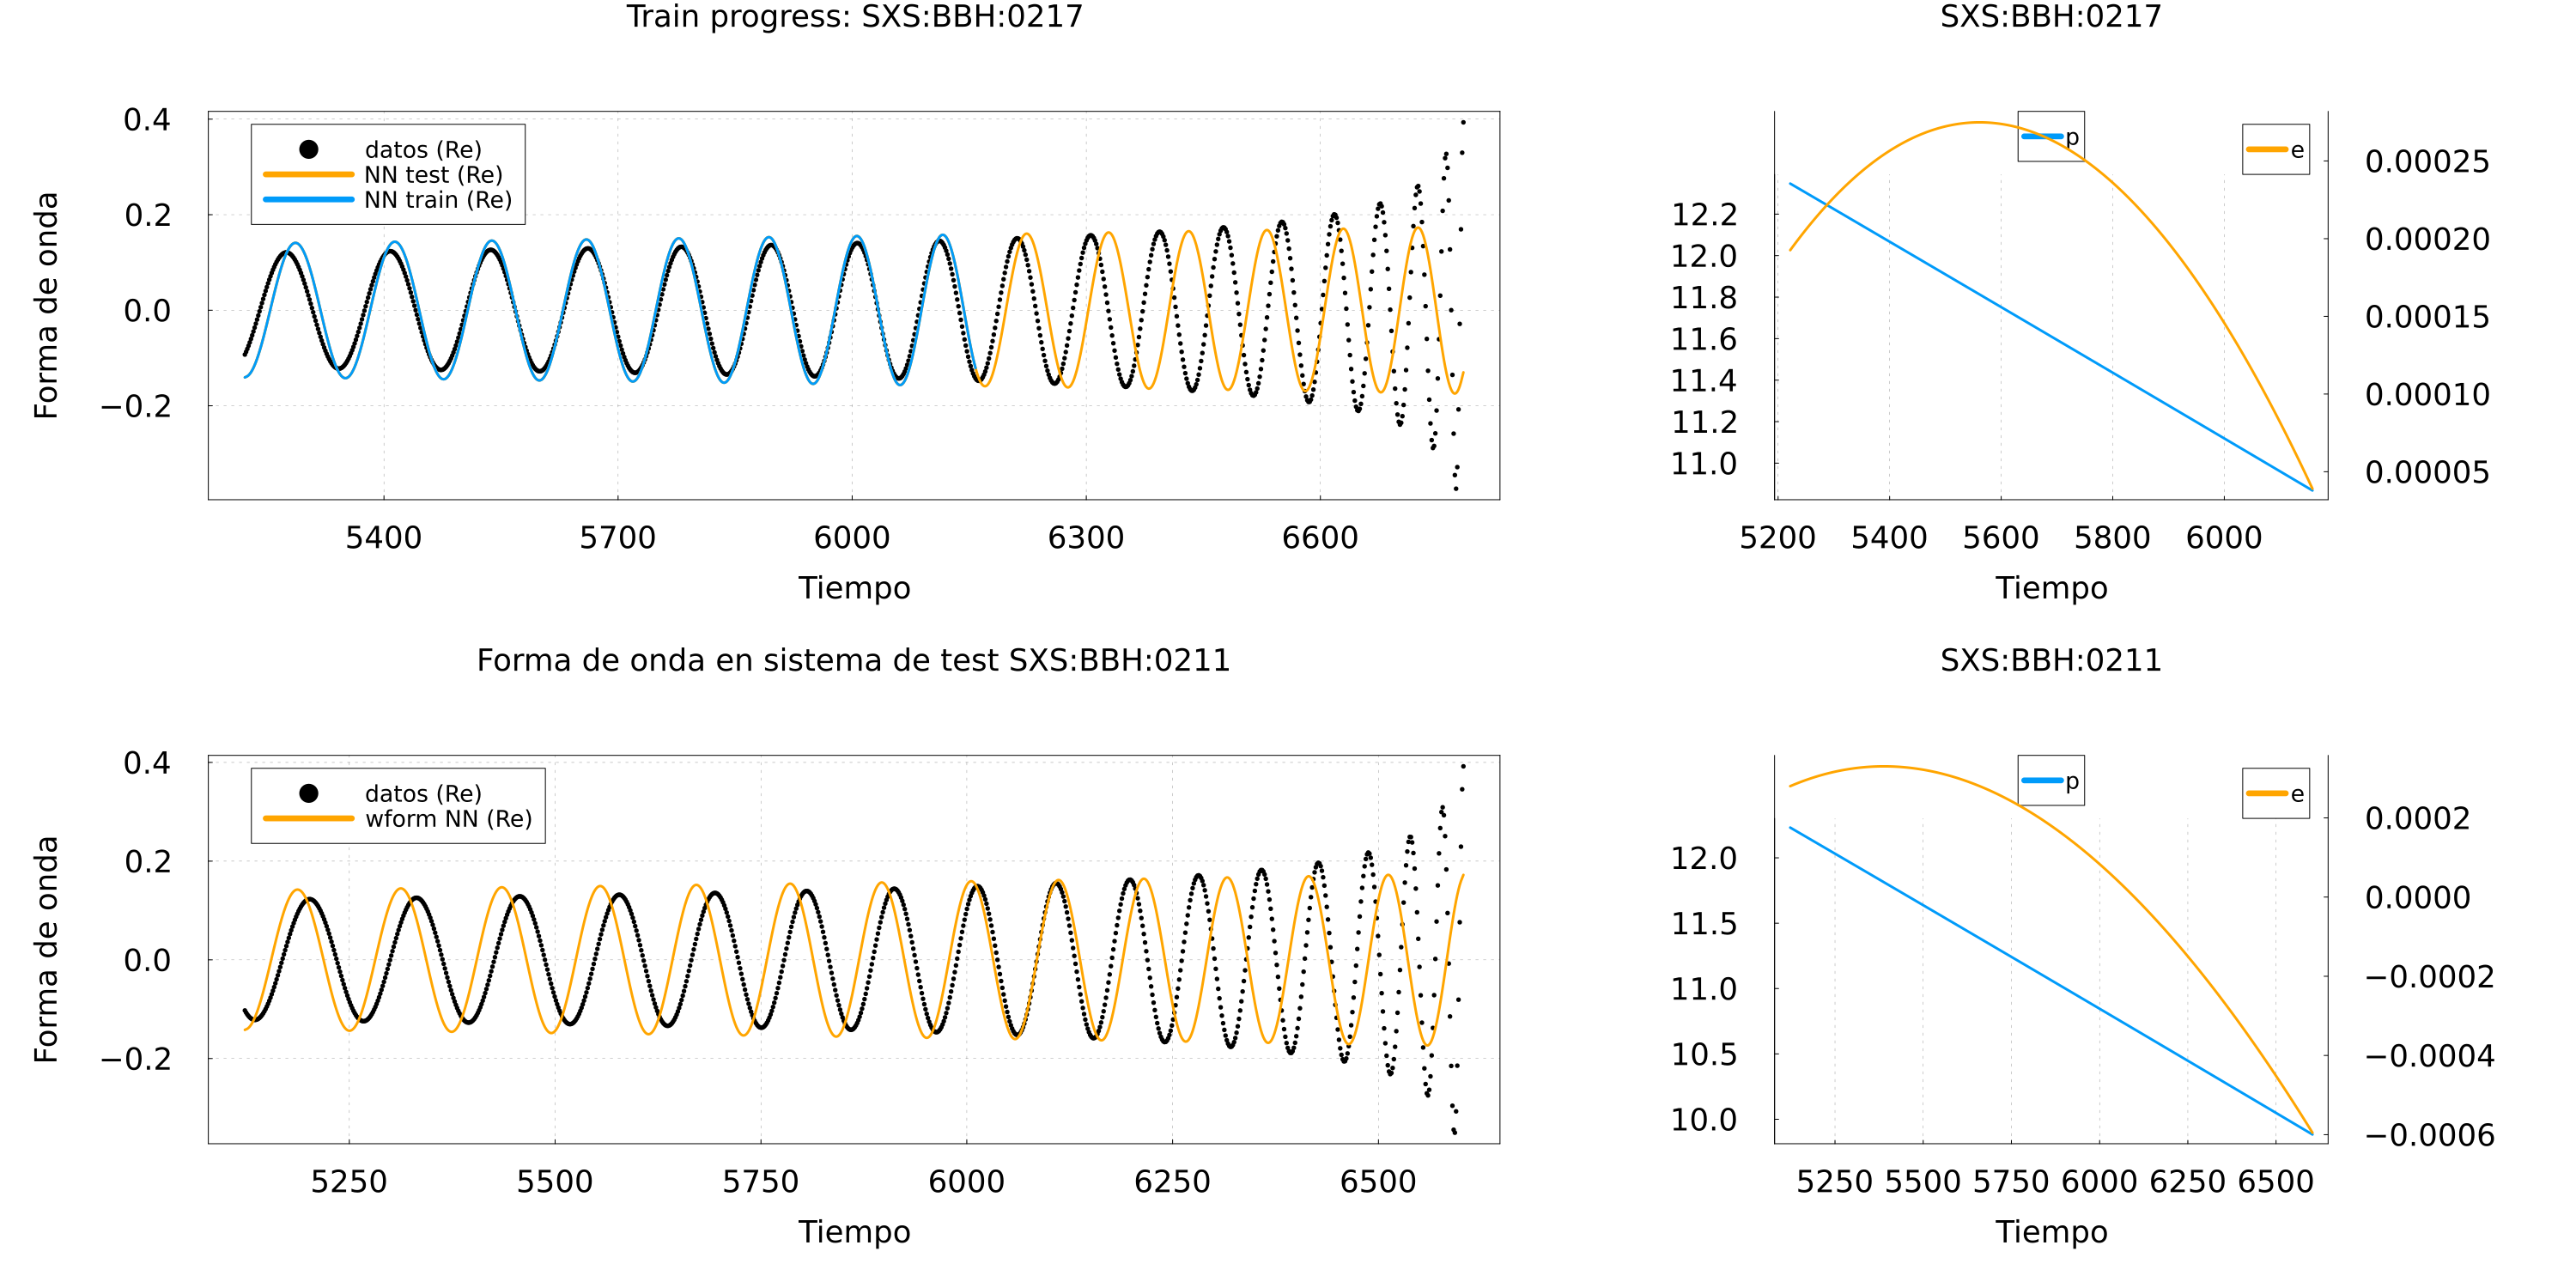 Train progress: SXS:BBH:0217
Forma de onda
0.4
0.2
0.0
−0.2
datos (Re)
NN test (Re)
NN train (Re)
5400 5700 6000 6300 6600
Tiempo
SXS:BBH:0217
12.2
12.0
11.8
11.6
11.4
11.2
11.0
p
e
0.00025
0.00020
0.00015
0.00010
0.00005
5200 5400 5600 5800 6000
Tiempo
Forma de onda en sistema de test SXS:BBH:0211
Forma de onda
0.4
0.2
0.0
−0.2
datos (Re)
wform NN (Re)
5250 5500 5750 6000 6250 6500
Tiempo
SXS:BBH:0211
12.0
11.5
11.0
10.5
10.0
p
e
0.0002
0.0000
−0.0002
−0.0004
−0.0006
5250 5500 5750 6000 6250 6500
Tiempo